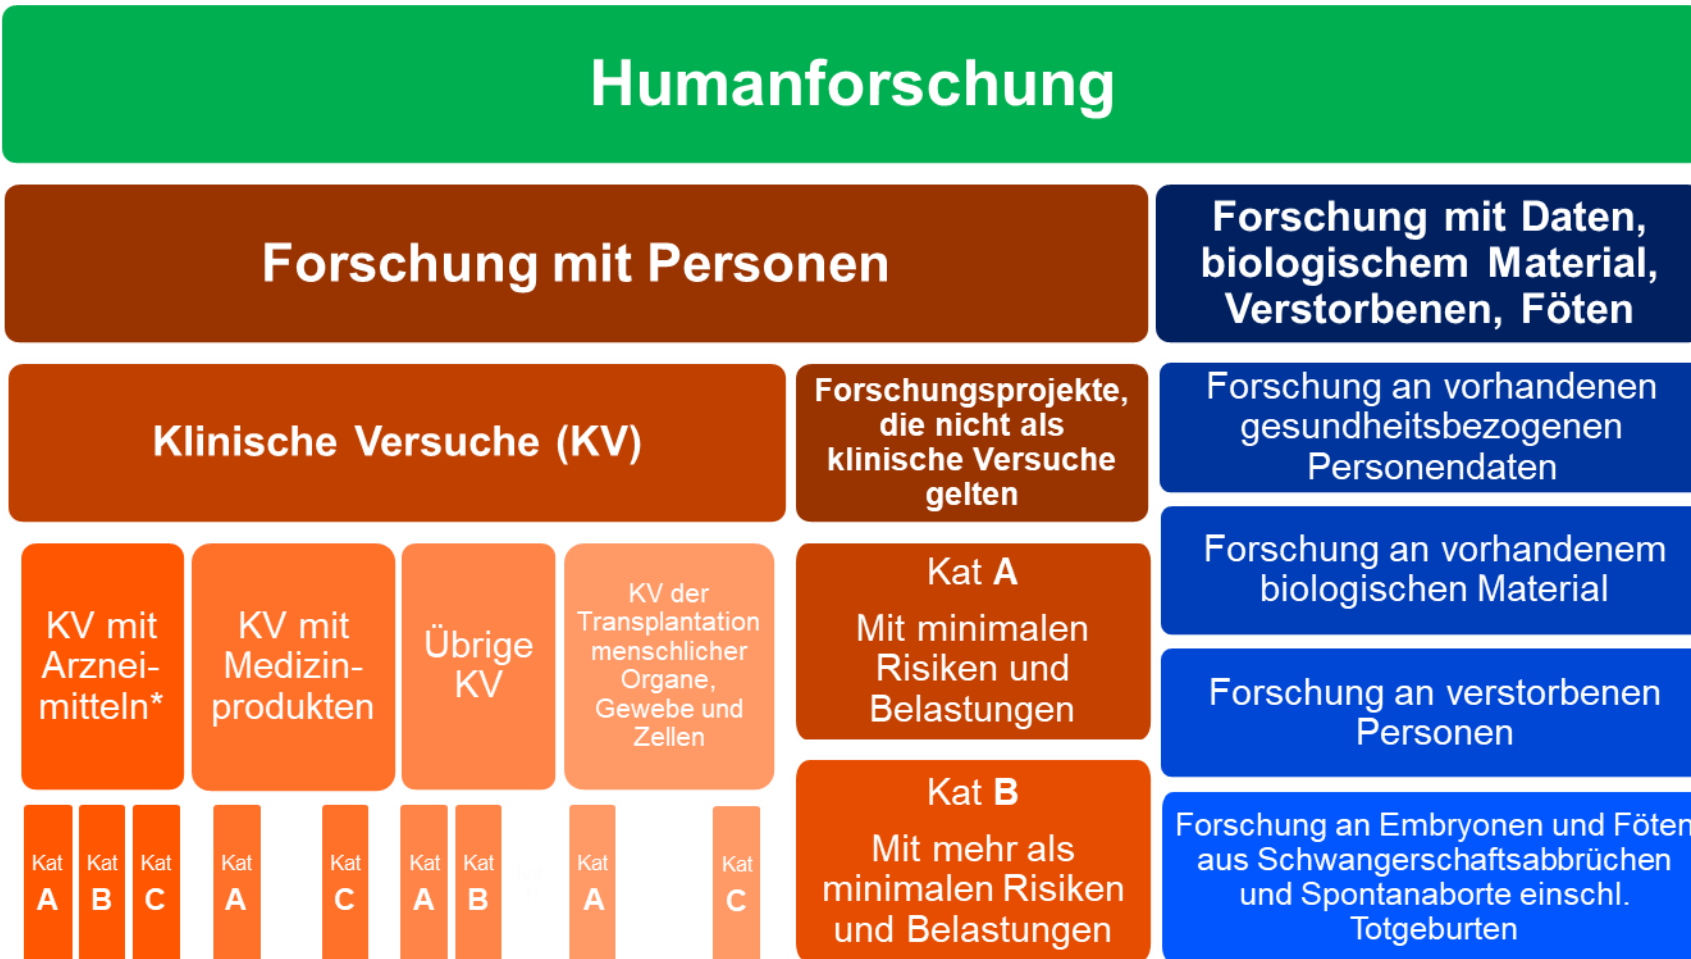 Humanforschung
Forschung mit Personen
Forschung mit Daten,
biologischem Material,
Verstorbenen, Föten
Klinische Versuche (KV)
Forschungsprojekte,
die nicht als
klinische Versuche
gelten
Forschung an vorhandenen
gesundheitsbezogenen
Personendaten
Forschung an vorhandenem
biologischen Material
Forschung an verstorbenen
Personen
Forschung an Embryonen und Föten
aus Schwangerschaftsabbrüchen
und Spontanaborte einschl.
Totgeburten
KV mit
Arznei-
mitteln*
KV mit
Medizin-
produkten
Übrige
KV
KV der
Transplantation
menschlicher
Organe,
Gewebe und
Zellen
Kat A
Mit minimalen
Risiken und
Belastungen
Kat B
Mit mehr als
minimalen Risiken
und Belastungen
Kat
A
Kat
B
Kat
C
Kat
A
Kat
C
Kat
A
Kat
B
Kat
A
Kat
C